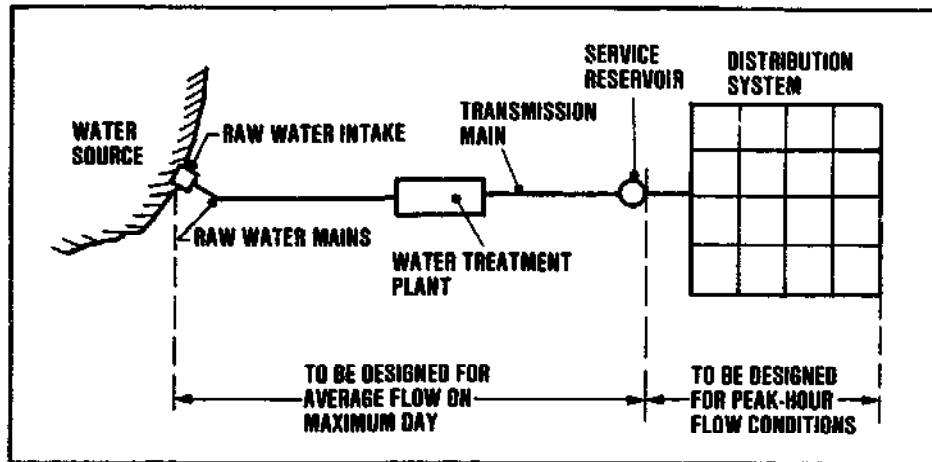 SERVICE
RESERVOIR
DISTRIBUTION
SYSTEM
TRANSMISSION
MAIN
WATER
SOURCE
RAW WATER INTAKE
RAW WATER MAINS
WATER TREATMENT
PLANT
TO BE DESIGNED FOR
AVERAGE FLOW ON
MAXIMUM DAY
TO BE DESIGNED
FOR PEAK-HOUR
FLOW CONDITIONS